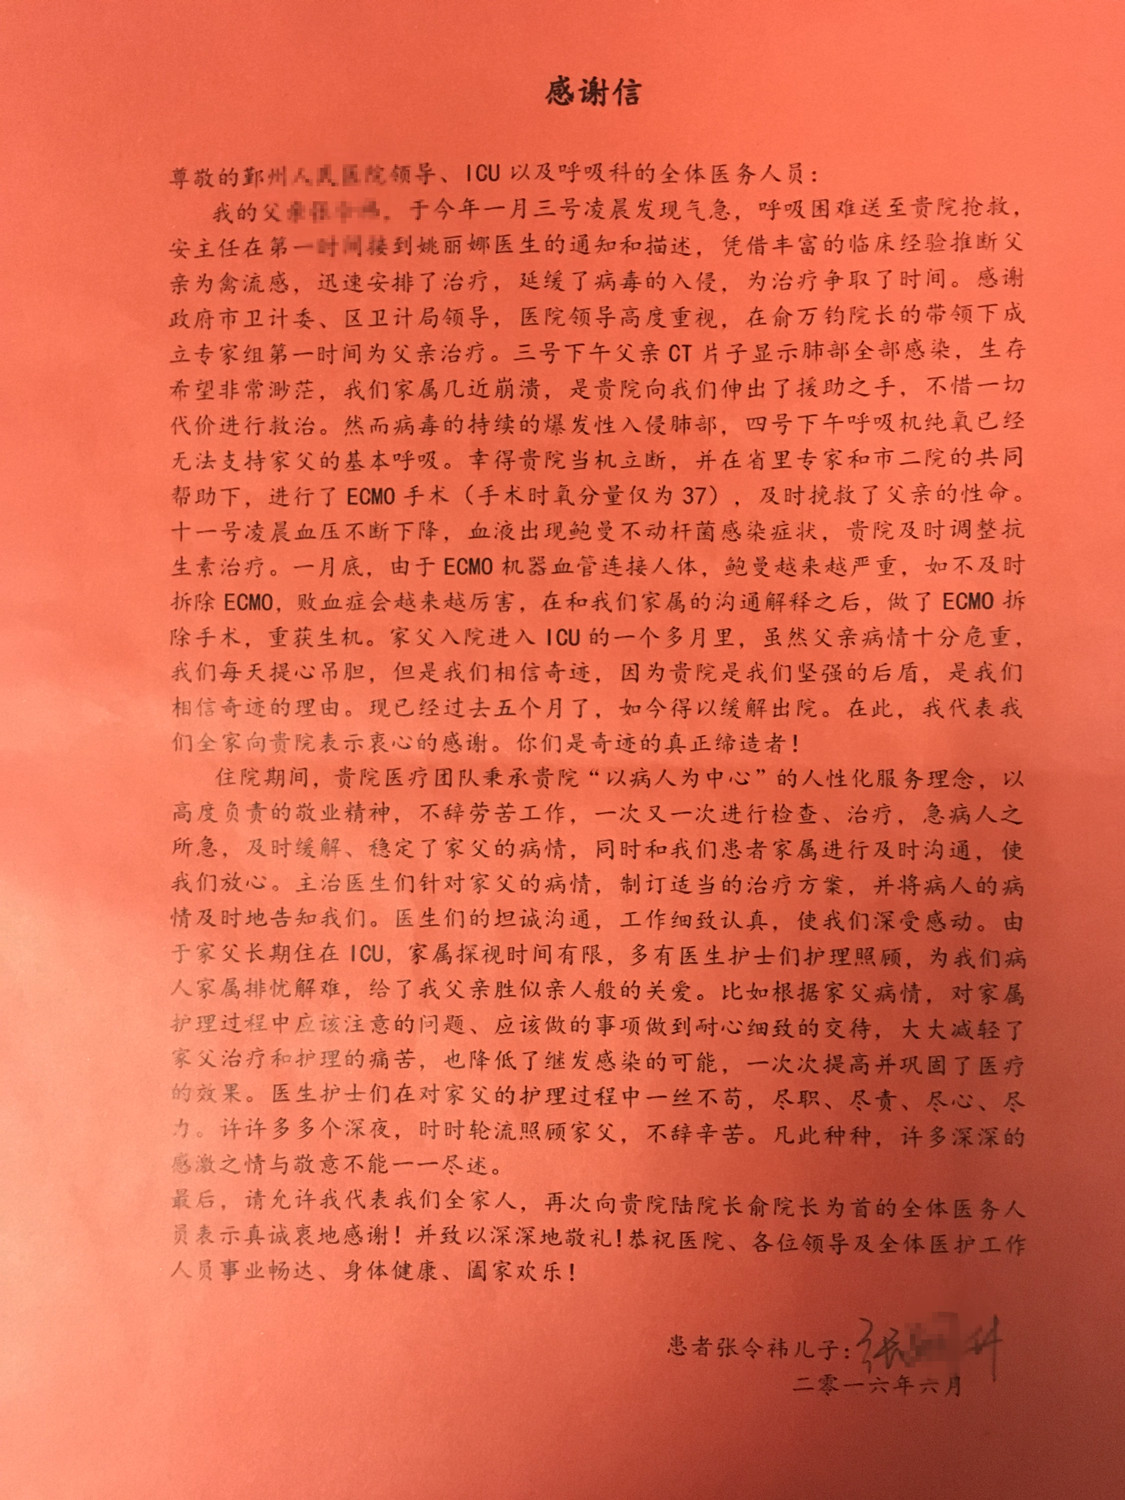 感谢信
尊敬的鄞州人民医院领导、ICU 以及呼吸科的全体医务人员：
我的父，于今年一月三号凌晨发现气急，呼吸困难送至贵院抢救，
安主任在第一时间接到姚丽娜医生的通知和描述，凭借丰富的临床经验推断父
亲为禽流感，迅速安排了治疗，延缓了病毒的入侵，为治疗争取了时间。感谢
政府市卫计委、区卫计局领导，医院领导高度重视，在俞万钧院长的带领下成
立专家组第一时间为父亲治疗。三号下午父亲 CT 片子显示肺部全部感染，生存
希望非常渺茫，我们家属几近崩溃，是贵院向我们伸出了援助之手，不惜一切
代价进行救治。然而病毒的持续的爆发性入侵肺部，四号下午呼吸机纯氧已经
无法支持家父的基本呼吸。幸得贵院当机立断，并在省里专家和市二院的共同
帮助下，进行了 ECMO 手术（手术时氧分量仅为 37），及时挽救了父亲的性命。
十一号凌晨血压不断下降，血液出现鲍曼不动杆菌感染症状，贵院及时调整抗
生素治疗。一月底，由于 ECMO 机器血管连接人体，鲍曼越来越严重，如不及时
拆除 ECMO，败血症会越来越厉害，在和我们家属的沟通解释之后，做了 ECMO 拆
除手术，重获生机。家父入院进入 ICU 的一个多月里，虽然父亲病情十分危重，
我们每天提心吊胆，但是我们相信奇迹，因为贵院是我们坚强的后盾，是我们
相信奇迹的理由。现已经过去五个月了，如今得以缓解出院。在此，我代表我
们全家向贵院表示衷心的感谢。你们是奇迹的真正缔造者！
住院期间，贵院医疗团队秉承贵院“以病人为中心”的人性化服务理念，以
高度负责的敬业精神，不辞劳苦工作，一次又一次进行检查、治疗，急病人之
所急，及时缓解、稳定了家父的病情，同时和我们患者家属进行及时沟通，使
我们放心。主治医生们针对家父的病情，制订适当的治疗方案，并将病人的病
情及时地告知我们。医生们的坦诚沟通，工作细致认真，使我们深受感动。由
于家父长期住在 ICU，家属探视时间有限，多有医生护士们护理照顾，为我们病
人家属排忧解难，给了我父亲胜似亲人般的关爱。比如根据家父病情，对家属
护理过程中应该注意的问题、应该做的事项做到耐心细致的交待，大大减轻了
家父治疗和护理的痛苦，也降低了继发感染的可能，一次次提高并巩固了医疗
的效果。医生护士们在对家父的护理过程中一丝不苟，尽职、尽责、尽心、尽
力。许许多多个深夜，时时轮流照顾家父，不辞辛苦。凡此种种，许多深深的
感激之情与敬意不能一一尽述。
最后，请允许我代表我们全家人，再次向贵院陆院长俞院长为首的全体医务人
员表示真诚衷地感谢！并致以深深地敬礼！恭祝医院、各位领导及全体医护工作
人员事业畅达、身体健康、阖家欢乐！
患者张令祎儿子：张
二零一六年六月